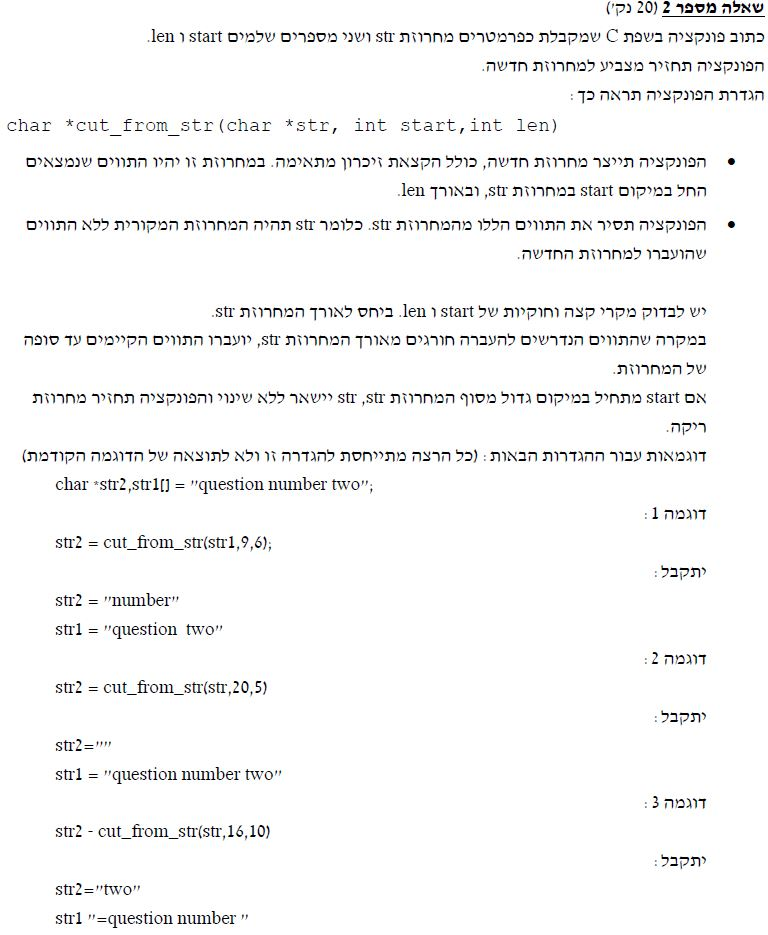 שאלה מספר 2 (20 נק')
כתוב פונקציה בשפת C שמקבלת כפרמטרים מחרוזת str ושני מספרים שלמים start ו len.
הפונקציה תחזיר מצביע למחרוזת חדשה.
הגדרת הפונקציה תראה כך :
char *cut_from_str(char *str, int start,int len)
• הפונקציה תייצר מחרוזת חדשה, כולל הקצאת זיכרון מתאימה. במחרוזת זו יהיו התווים שנמצאים
החל במיקום start במחרוזת str, ובאורך len.
• הפונקציה תסיר את התווים הללו מהמחרוזת str. כלומר str תהיה המחרוזת המקורית ללא התווים
שהועברו למחרוזת החדשה.
יש לבדוק מקרי קצה וחוקיות של start ו len. ביחס לאורך המחרוזת str.
במקרה שהתווים הנדרשים להעברה חורגים מאורך המחרוזת str, יועברו התווים הקיימים עד סופה
של המחרוזת.
אם start מתחיל במיקום גדול מסוף המחרוזת str, str יישאר ללא שינוי והפונקציה תחזיר מחרוזת
ריקה.
דוגמאות עבור ההגדרות הבאות : (כל הרצה מתייחסת להגדרה זו ולא לתוצאה של הדוגמה הקודמת)
char *str2,str1[] = "question number two";
דוגמה 1 :
str2 = cut_from_str(str1,9,6);
יתקבל :
str2 = "number"
str1 = "question  two"
דוגמה 2 :
str2 = cut_from_str(str,20,5)
יתקבל :
str2=""
str1 = "question number two"
דוגמה 3 :
str2 - cut_from_str(str,16,10)
יתקבל :
str2="two"
str1 "=question number "